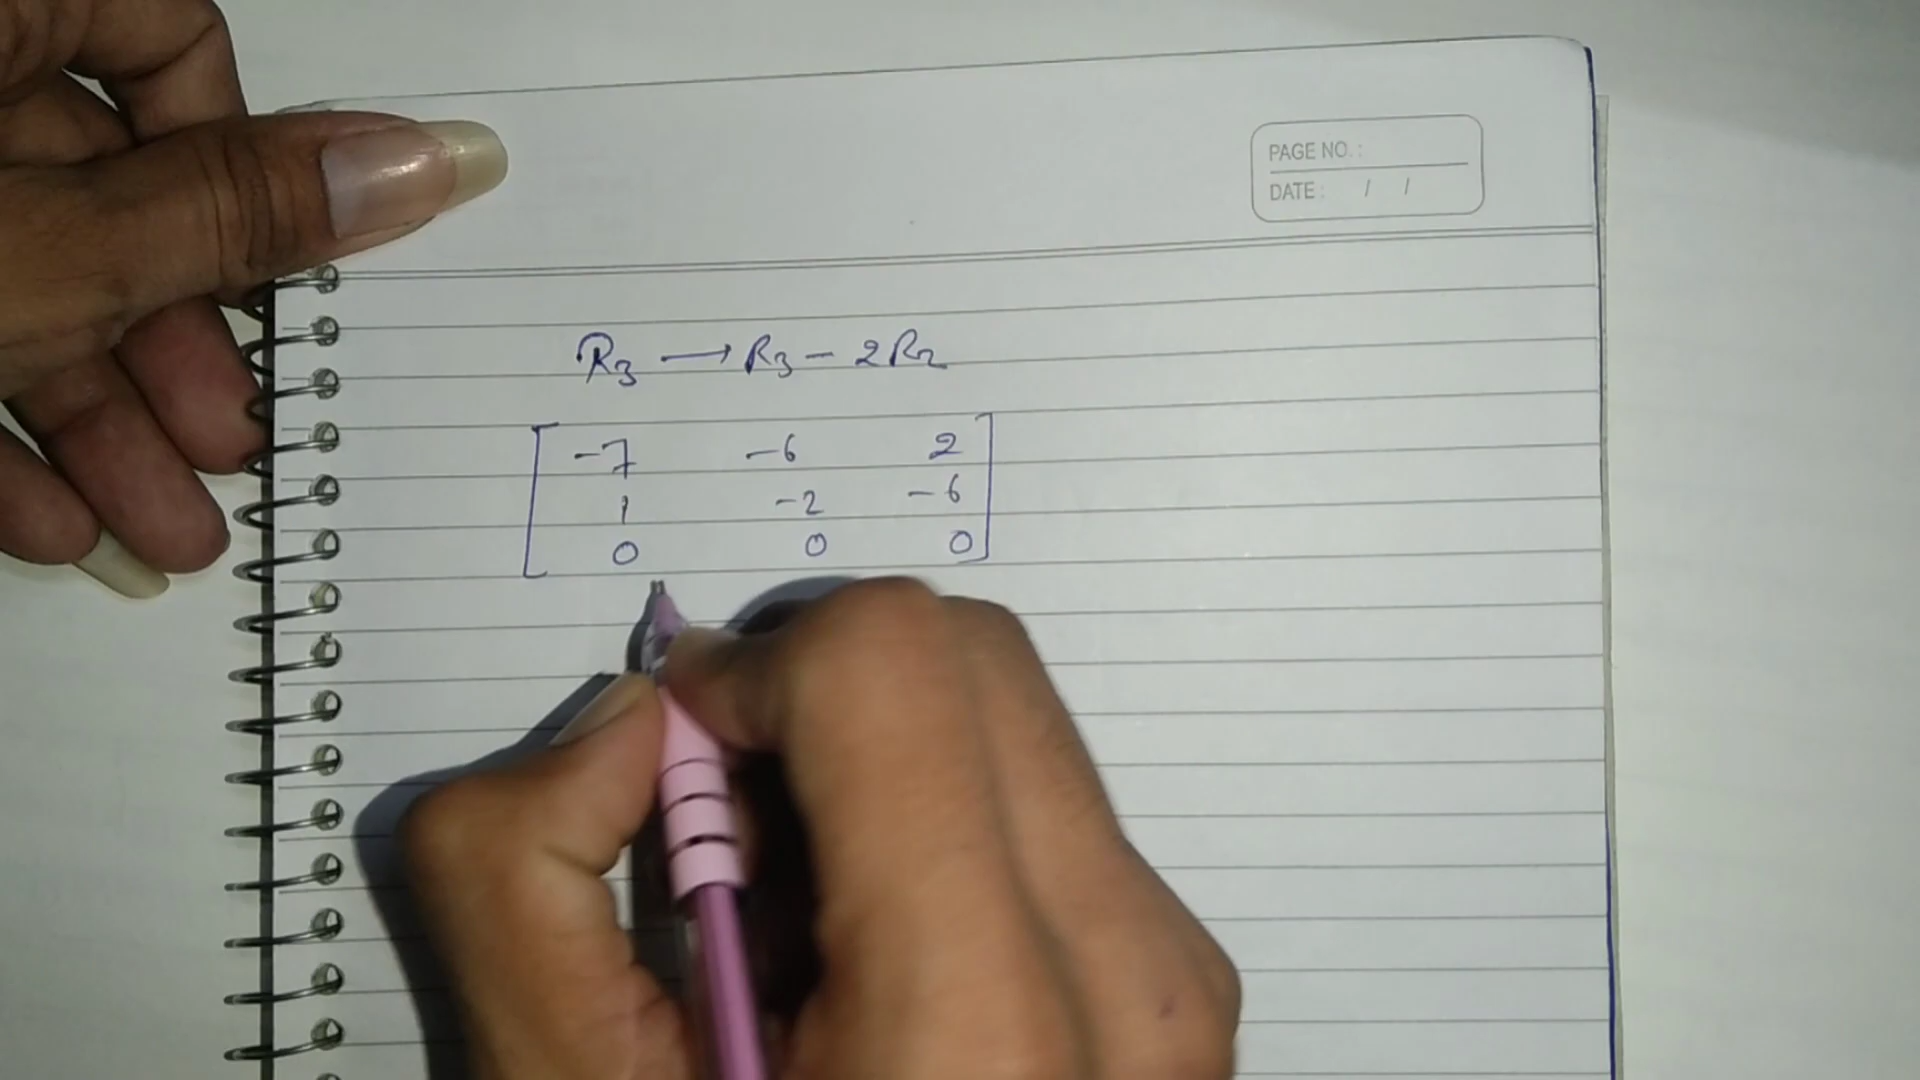 PAGE NO. :
DATE : / /
R₃ → R₃ - 2R₂
-7 -6 2
1 -2 -6
0 0 0